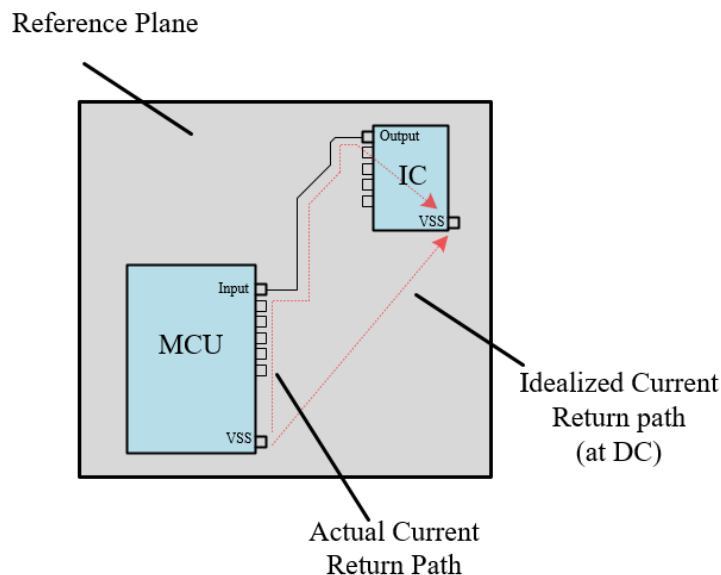 Reference Plane
Output
IC
VSS
Input
MCU
VSS
Idealized Current
Return path
(at DC)
Actual Current
Return Path